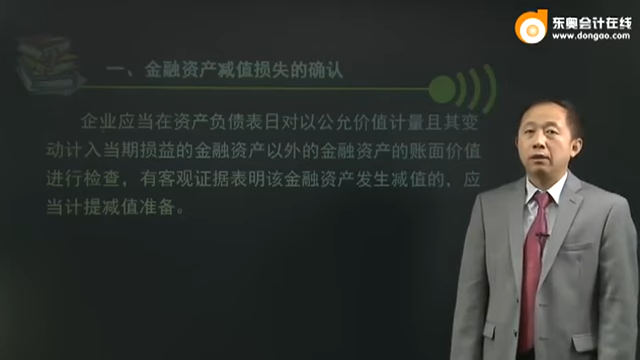 东奥会计在线
www.dongao.com
一、金融资产减值损失的确认
企业应当在资产负债表日对以公允价值计量且其变
动计入当期损益的金融资产以外的金融资产的账面价值
进行检查，有客观证据表明该金融资产发生减值的，应
当计提减值准备。